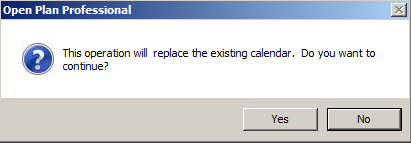 Open Plan Professional
This operation will  replace the existing calendar.  Do you want to
continue?
Yes
No